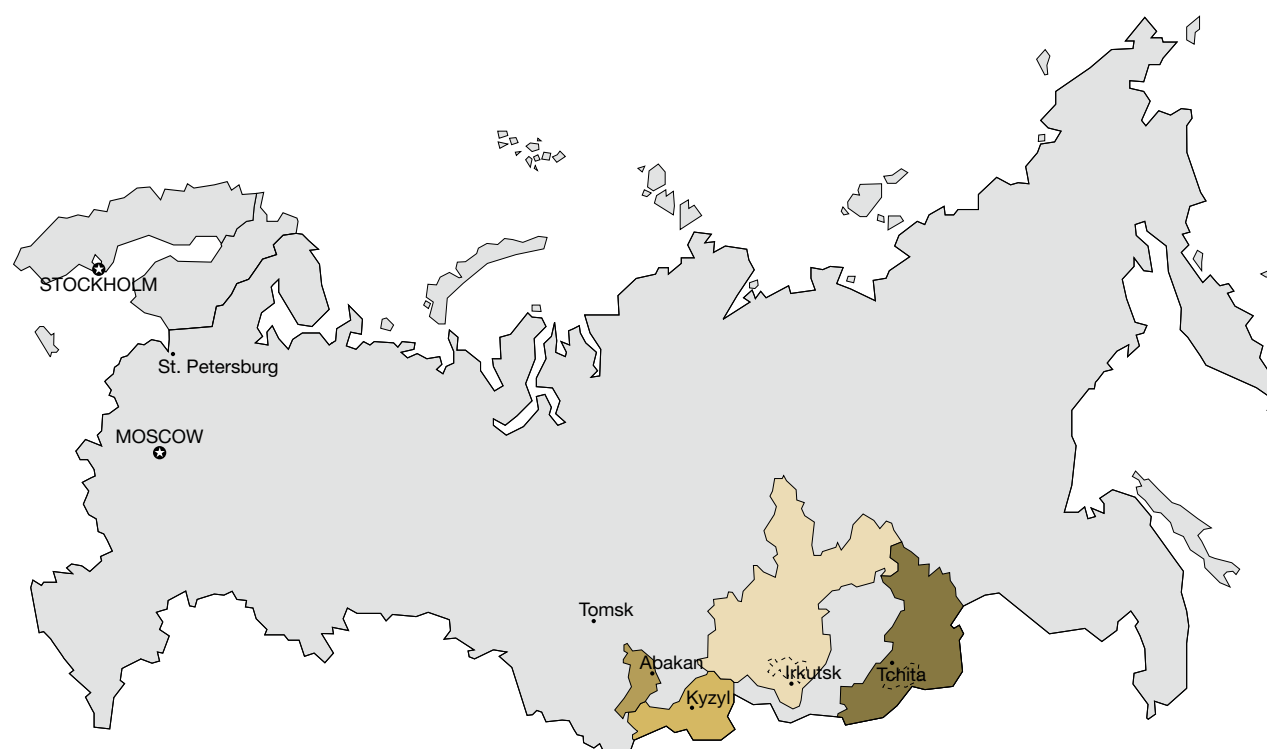 STOCKHOLM
St. Petersburg
MOSCOW
Tomsk
Abakan
Irkutsk
Tchita
Kyzyl